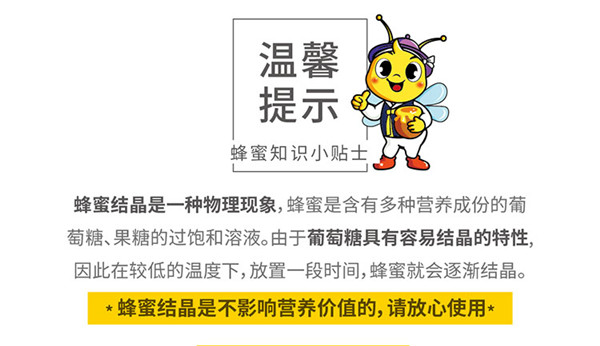 温馨
提示
蜂蜜知识小贴士
蜂蜜结晶是一种物理现象，蜂蜜是含有多种营养成份的葡
萄糖、果糖的过饱和溶液。由于葡萄糖具有容易结晶的特性，
因此在较低的温度下，放置一段时间，蜂蜜就会逐渐结晶。
*蜂蜜结晶是不影响营养价值的，请放心使用*